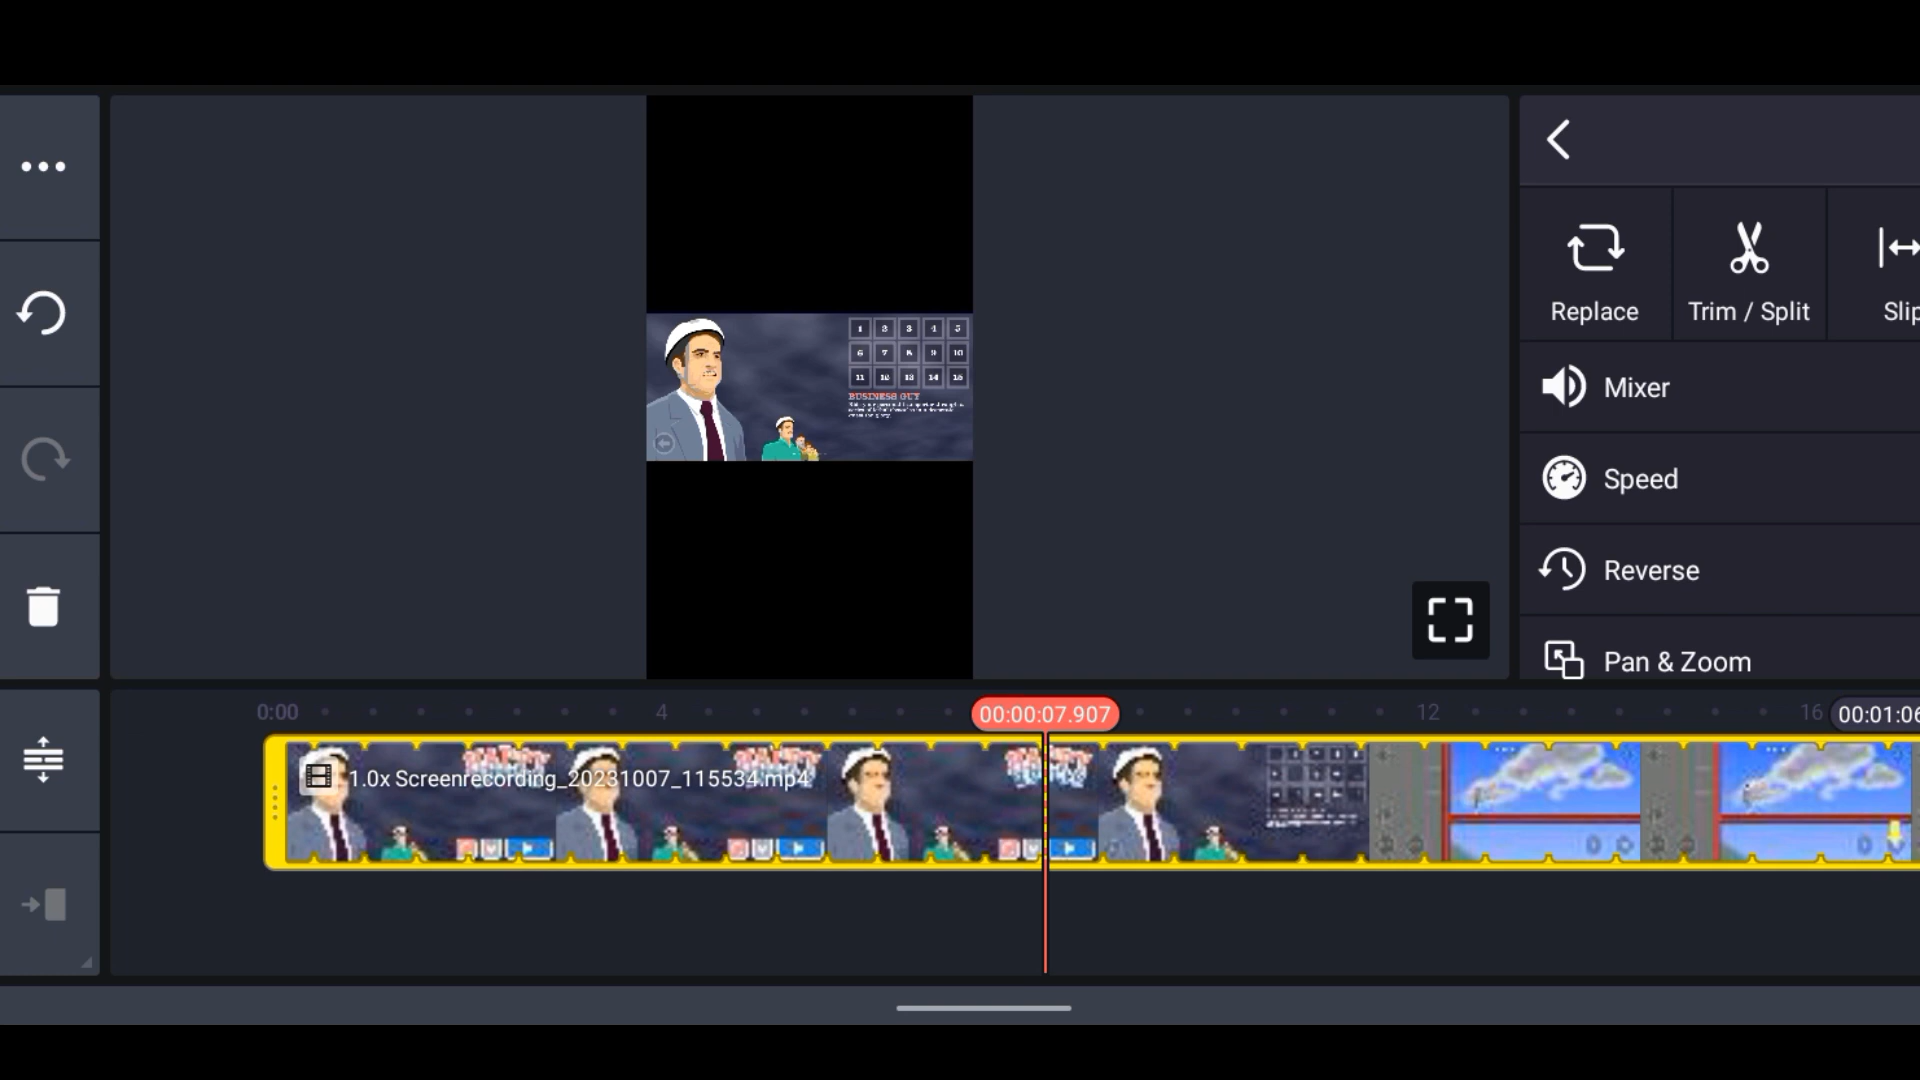 Replace
Trim / Split
Slip
Mixer
Speed
Reverse
Pan & Zoom
1 2 3 4 5
6 7 8 9 10
11 12 13 14 15
BUSINESS GUY
0:00
4
00:00:07.907
12
16
00:01:06
1.0x Screenrecording_20231007_115534.mp4